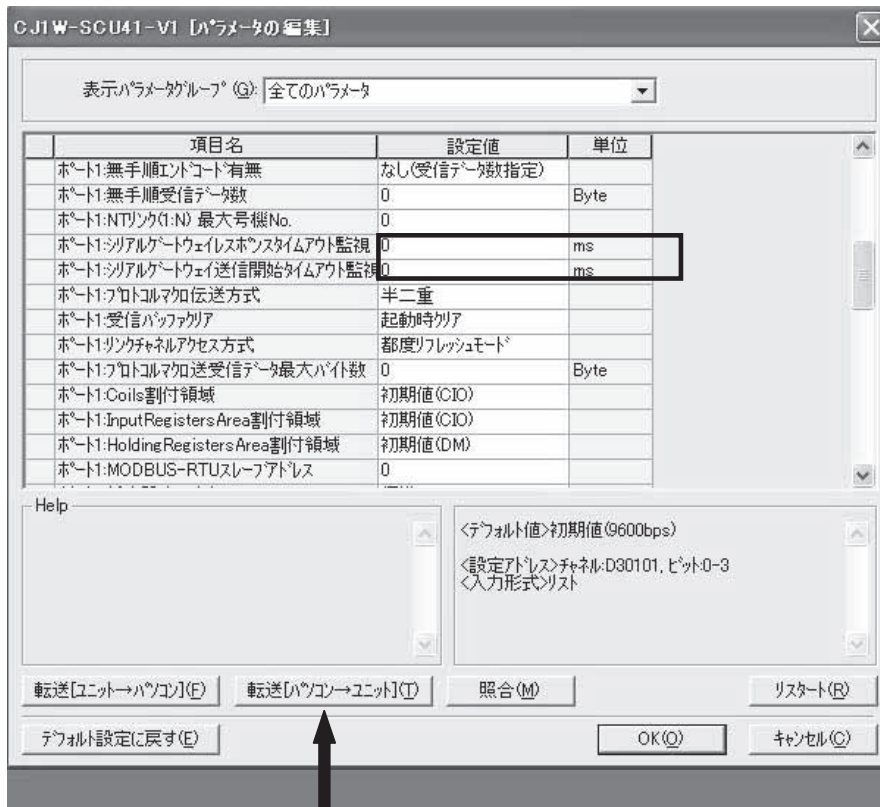 CJ1W-SCU41-V1 [ﾊﾟﾗﾒｰﾀの編集]
表示ﾊﾟﾗﾒｰﾀｸﾞﾙｰﾌﾟ(G): 全てのﾊﾟﾗﾒｰﾀ
項目名 設定値 単位
ﾎﾟｰﾄ1:無手順ｴﾝﾄﾞｺｰﾄﾞ有無 なし(受信ﾃﾞｰﾀ数指定)
ﾎﾟｰﾄ1:無手順受信ﾃﾞｰﾀ数 0 Byte
ﾎﾟｰﾄ1:NTﾘﾝｸ(1:N) 最大号機No. 0
ﾎﾟｰﾄ1:ｼﾘｱﾙｹﾞｰﾄｳｪｲﾚｽﾎﾟﾝｽﾀｲﾑｱｳﾄ監視 0 ms
ﾎﾟｰﾄ1:ｼﾘｱﾙｹﾞｰﾄｳｪｲ送信開始ﾀｲﾑｱｳﾄ監視 0 ms
ﾎﾟｰﾄ1:ﾌﾟﾛﾄｺﾙﾏｸﾛ伝送方式 半二重
ﾎﾟｰﾄ1:受信ﾊﾞｯﾌｧｸﾘｱ 起動時ｸﾘｱ
ﾎﾟｰﾄ1:ﾘﾝｸﾁｬﾈﾙｱｸｾｽ方式 都度ﾘﾌﾚｯｼｭﾓｰﾄﾞ
ﾎﾟｰﾄ1:ﾌﾟﾛﾄｺﾙﾏｸﾛ送受信ﾃﾞｰﾀ最大ﾊﾞｲﾄ数 0 Byte
ﾎﾟｰﾄ1:Coils割付領域 初期値(CIO)
ﾎﾟｰﾄ1:InputRegistersArea割付領域 初期値(CIO)
ﾎﾟｰﾄ1:HoldingRegistersArea割付領域 初期値(DM)
ﾎﾟｰﾄ1:MODBUS-RTUｽﾚｰﾌﾞｱﾄﾞﾚｽ 0
Help
<ﾃﾞﾌｫﾙﾄ値>初期値(9600bps)
<設定ｱﾄﾞﾚｽ>ﾁｬﾈﾙ:D30101, ﾋﾞｯﾄ:0-3
<入力形式>ﾘｽﾄ
転送[ﾕﾆｯﾄ→ﾊﾟｿｺﾝ](F) 転送[ﾊﾟｿｺﾝ→ﾕﾆｯﾄ](T) 照合(M) ﾘｽﾀｰﾄ(R)
ﾃﾞﾌｫﾙﾄ設定に戻す(E) OK(O) ｷｬﾝｾﾙ(C)